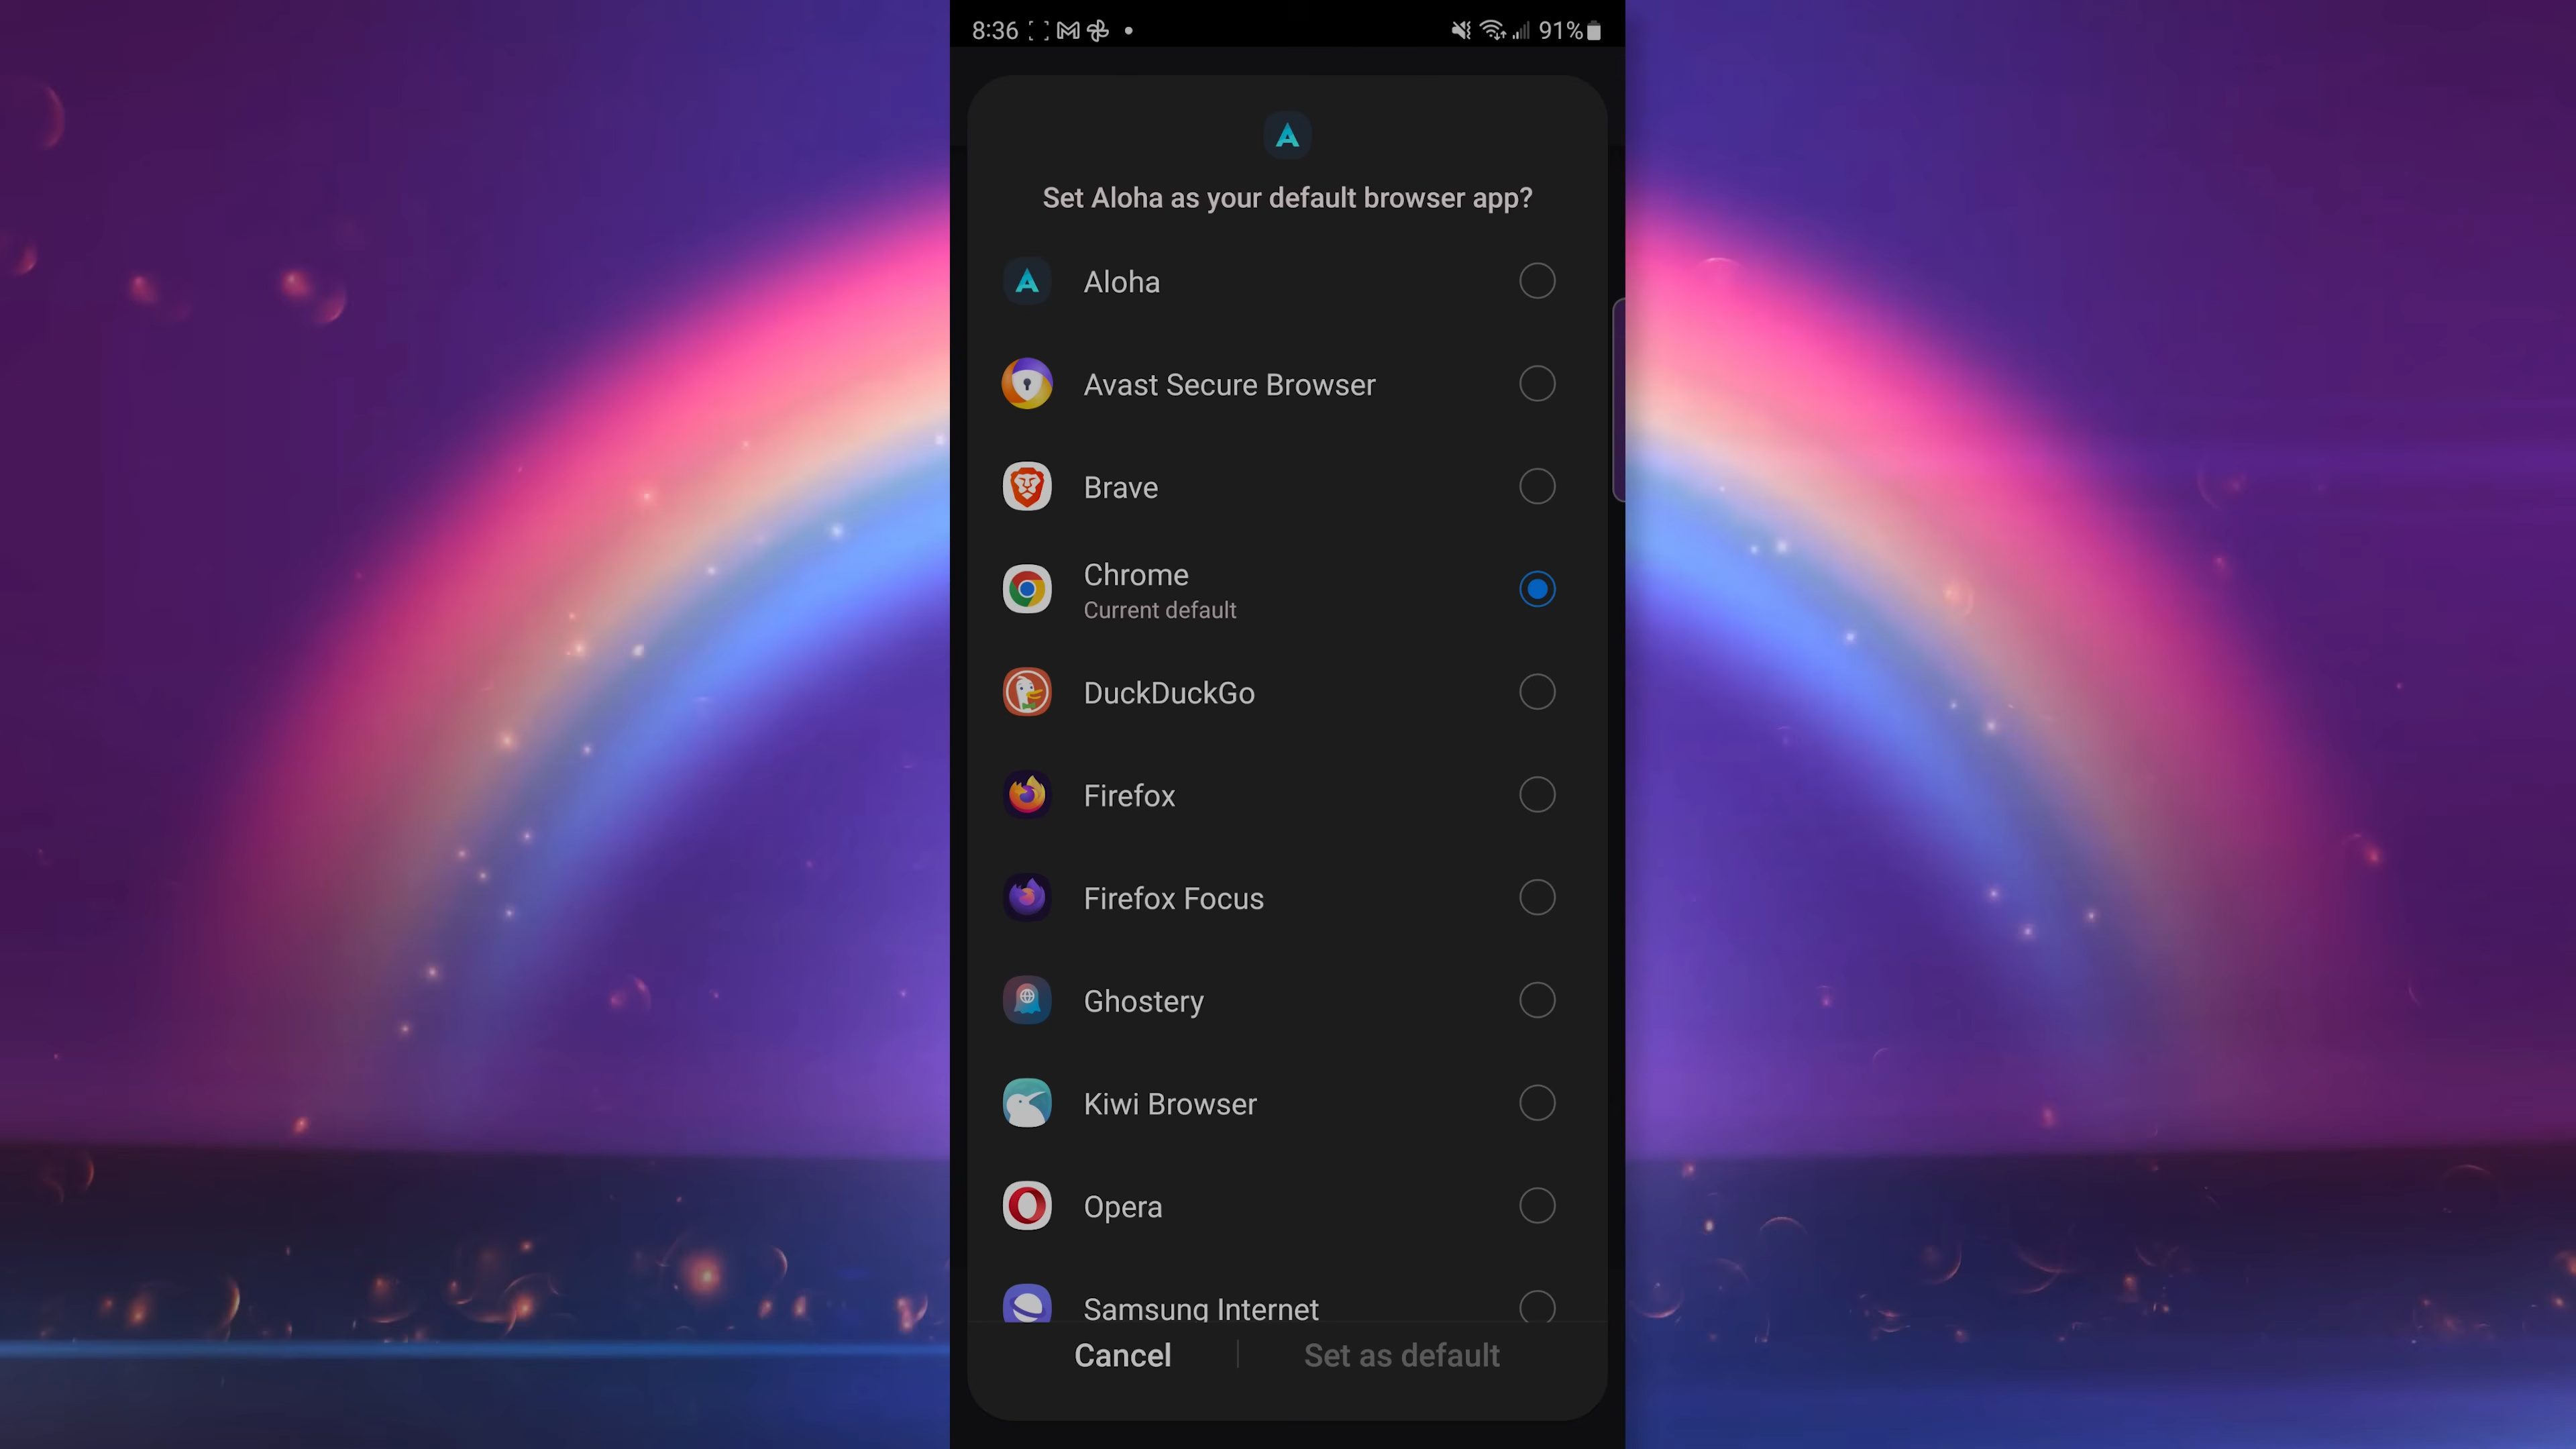 8:36 91%
Set Aloha as your default browser app?
Aloha
Avast Secure Browser
Brave
Chrome
Current default
DuckDuckGo
Firefox
Firefox Focus
Ghostery
Kiwi Browser
Opera
Samsung Internet
Cancel Set as default